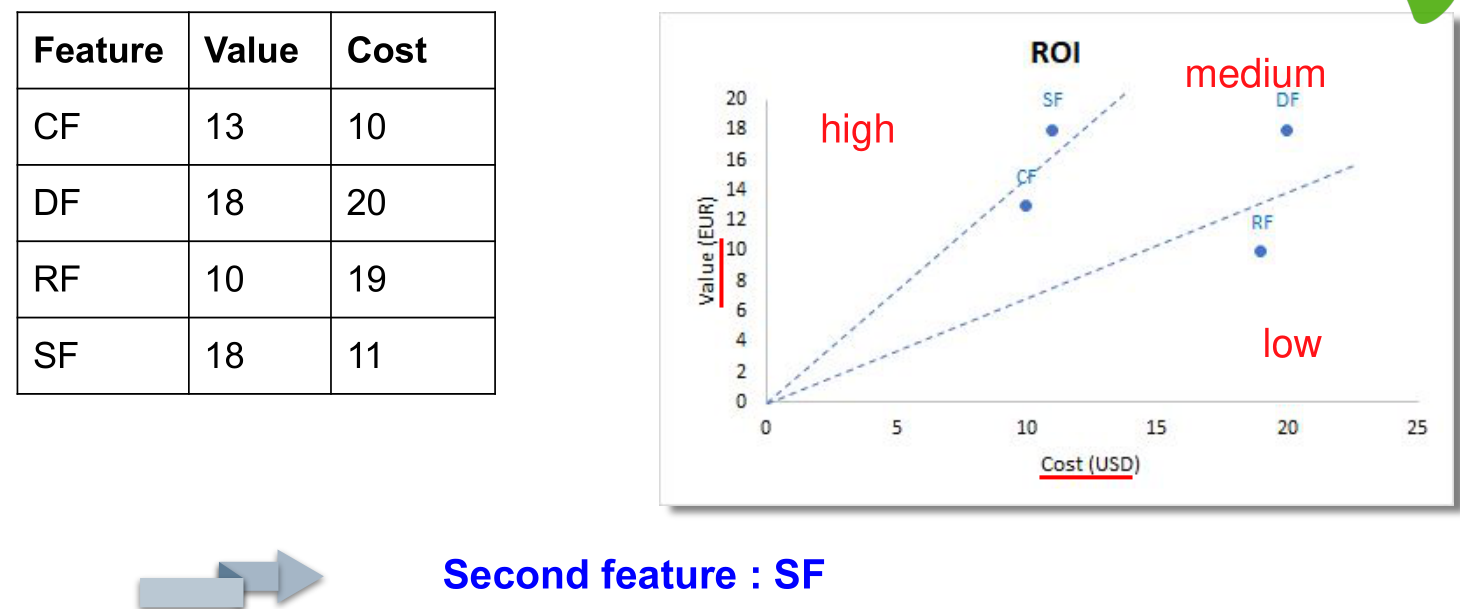 Feature Value Cost
CF 13 10
DF 18 20
RF 10 19
SF 18 11
ROI
high
medium
low
SF
DF
CF
RF
Value (EUR)
20
18
16
14
12
10
8
6
4
2
0
0 5 10 15 20 25
Cost (USD)
Second feature : SF